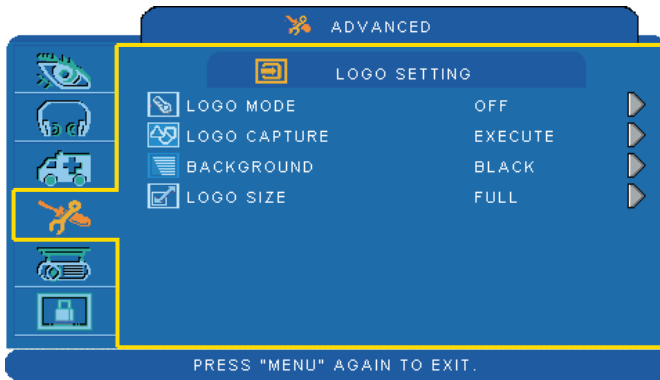 ADVANCED
LOGO SETTING
LOGO MODE OFF
LOGO CAPTURE EXECUTE
BACKGROUND BLACK
LOGO SIZE FULL
PRESS "MENU" AGAIN TO EXIT.